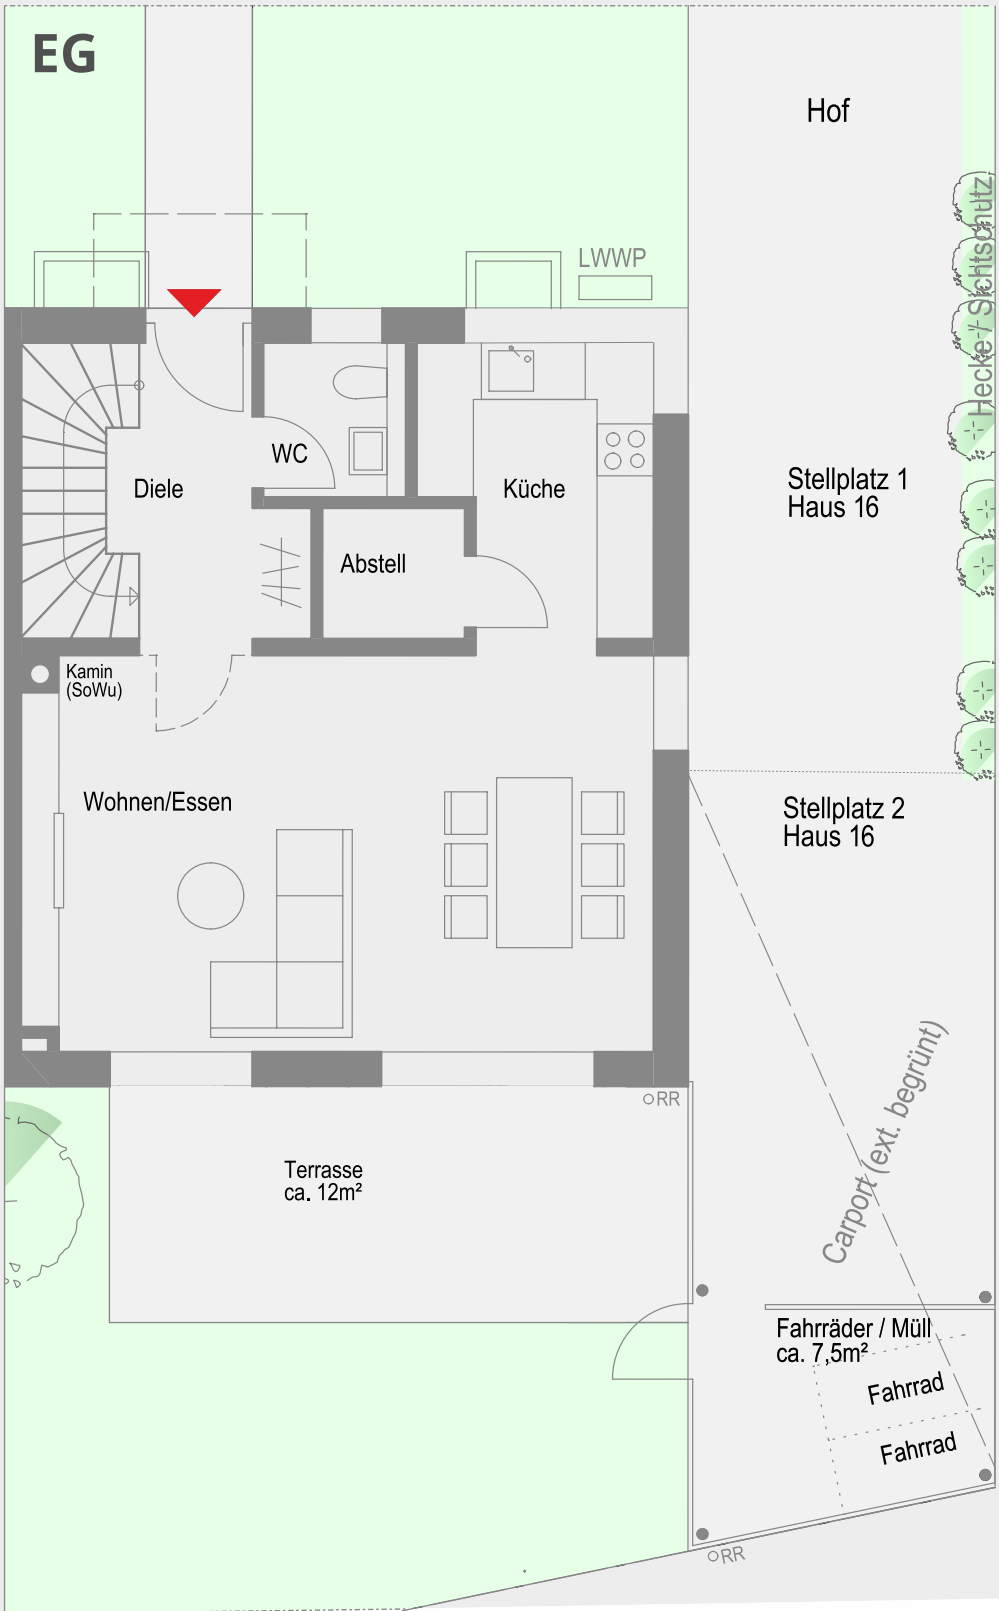 EG
Hof
Hecke / Sichtschutz
LWWP
WC
Diele
Küche
Stellplatz 1
Haus 16
Abstell
Kamin
(SoWu)
Wohnen/Essen
Stellplatz 2
Haus 16
Carport (ext. begrünt)
RR
Terrasse
ca. 12m²
Fahrräder / Müll
ca. 7,5m²
Fahrrad
Fahrrad
RR